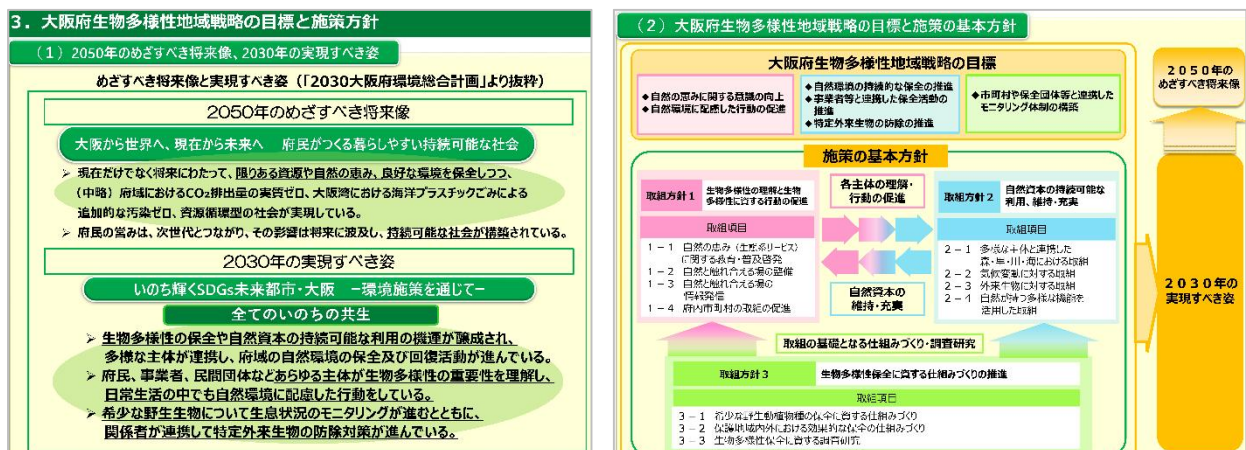 3. 大阪府生物多様性地域戦略の目標と施策方針
（1）2050年のめざすべき将来像、2030年の実現すべき姿
めざすべき将来像と実現すべき姿（「2030大阪府環境総合計画」より抜粋）
2050年のめざすべき将来像
大阪から世界へ、現在から未来へ　府民がつくる暮らしやすい持続可能な社会
➢ 現在だけでなく将来にわたって、限りある資源や自然の恵み、良好な環境を保全しつつ、
（中略）府域におけるCO₂排出量の実質ゼロ、大阪湾における海洋プラスチックごみによる
追加的な汚染ゼロ、資源循環型の社会が実現している。
➢ 府民の営みは、次世代とつながり、その影響は将来に波及し、持続可能な社会が構築されている。
2030年の実現すべき姿
いのち輝くSDGs未来都市・大阪　－環境施策を通じて－
全てのいのちの共生
➢ 生物多様性の保全や自然資本の持続可能な利用の機運が醸成され、
多様な主体が連携し、府域の自然環境の保全及び回復活動が進んでいる。
➢ 府民、事業者、民間団体などあらゆる主体が生物多様性の重要性を理解し、
日常生活の中でも自然環境に配慮した行動をしている。
➢ 希少な野生生物について生息状況のモニタリングが進むとともに、
関係者が連携して特定外来生物の防除対策が進んでいる。
（2）大阪府生物多様性地域戦略の目標と施策の基本方針
大阪府生物多様性地域戦略の目標
◆自然の恵みに関する意識の向上
◆自然環境に配慮した行動の促進
◆自然環境の持続的な保全の推進
◆事業者等と連携した保全活動の
推進
◆特定外来生物の防除の推進
◆市町村や保全団体等と連携した
モニタリング体制の構築
施策の基本方針
取組方針1　生物多様性の理解と生物
多様性に資する行動の促進
取組項目
1－1 自然の恵み（生態系サービス）
に関する教育・普及啓発
1－2 自然と触れ合える場の整備
1－3 自然と触れ合える場の
情報発信
1－4 府内市町村の取組の促進
各主体の理解・
行動の促進
自然資本の
維持・充実
取組方針2　自然資本の持続可能な
利用、維持・充実
取組項目
2－1 多様な主体と連携した
森・里・川・海における取組
2－2 気候変動に対する取組
2－3 外来生物に対する取組
2－4 自然が持つ多様な機能を
活用した取組
取組の基礎となる仕組みづくり・調査研究
取組方針3　生物多様性保全に資する仕組みづくりの推進
取組項目
3－1 希少な野生動植物種の保全に資する仕組みづくり
3－2 保護地域内外における効果的な保全の仕組みづくり
3－3 生物多様性保全に資する調査研究
2050年の
めざすべき将来像
2030年の
実現すべき姿